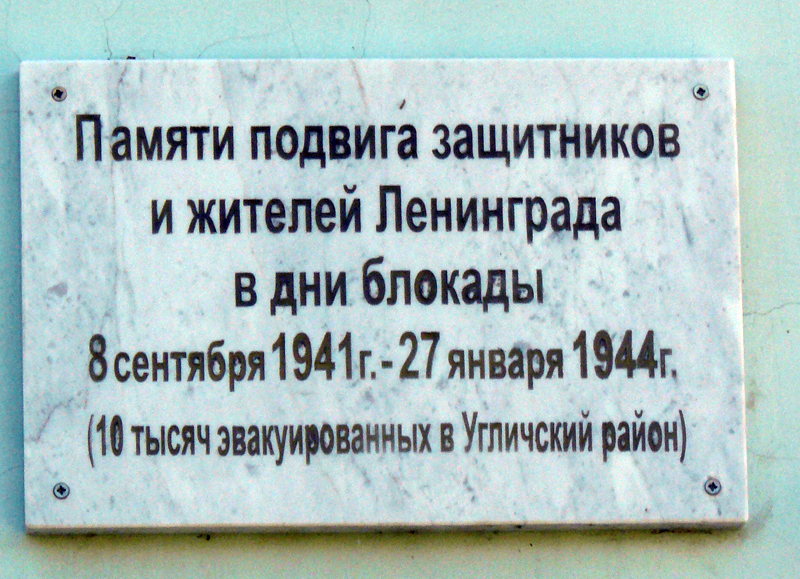 Памяти подвига защитников
и жителей Ленинграда
в дни блокады
8 сентября 1941г.-27 января 1944г.
(10 тысяч эвакуированных в Угличский район)